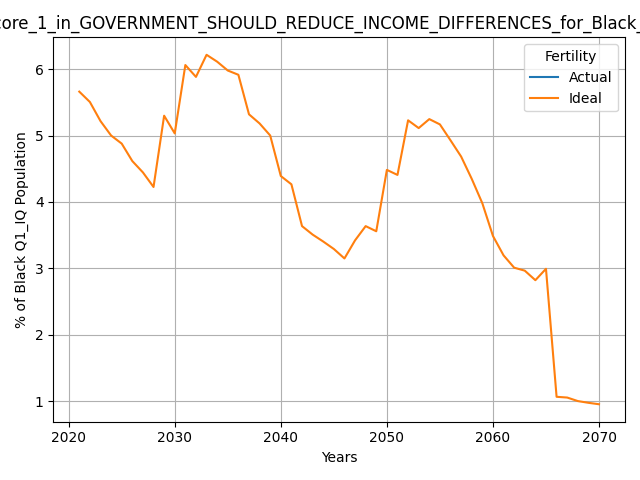 core_1_in_GOVERNMENT_SHOULD_REDUCE_INCOME_DIFFERENCES_for_Black_
Fertility
Actual
Ideal
% of Black Q1_IQ Population
6
5
4
3
2
1
2020 2030 2040 2050 2060 2070
Years